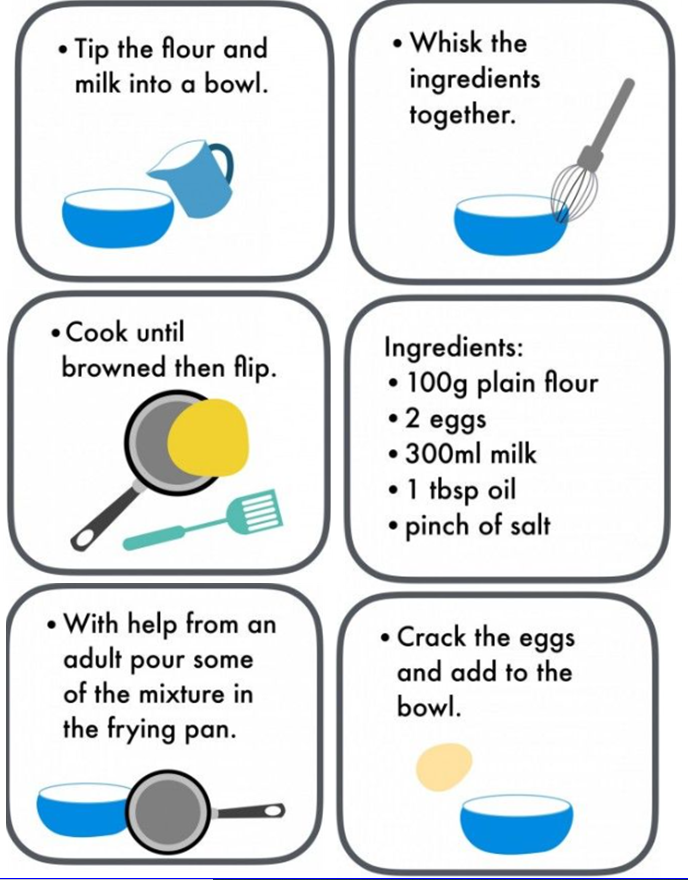 • Tip the flour and
milk into a bowl.
• Whisk the
ingredients
together.
• Cook until
browned then flip.
Ingredients:
• 100g plain flour
• 2 eggs
• 300ml milk
• 1 tbsp oil
• pinch of salt
• With help from an
adult pour some
of the mixture in
the frying pan.
• Crack the eggs
and add to the
bowl.